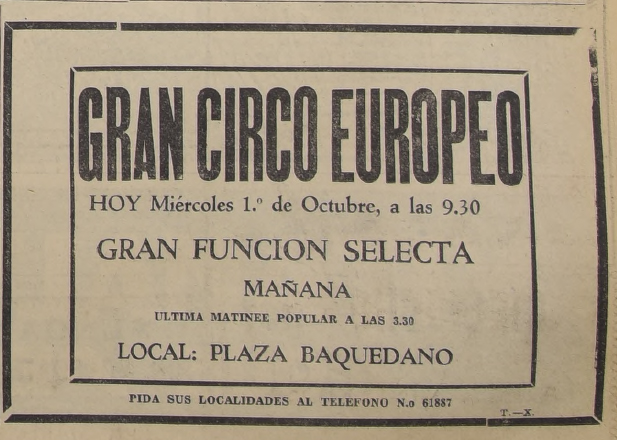 GRAN CIRCO EUROPEO
HOY Miércoles 1.º de Octubre, a las 9.30
GRAN FUNCION SELECTA
MAÑANA
ULTIMA MATINEE POPULAR A LAS 3.30
LOCAL: PLAZA BAQUEDANO
PIDA SUS LOCALIDADES AL TELEFONO N.o 61887
T.—X.